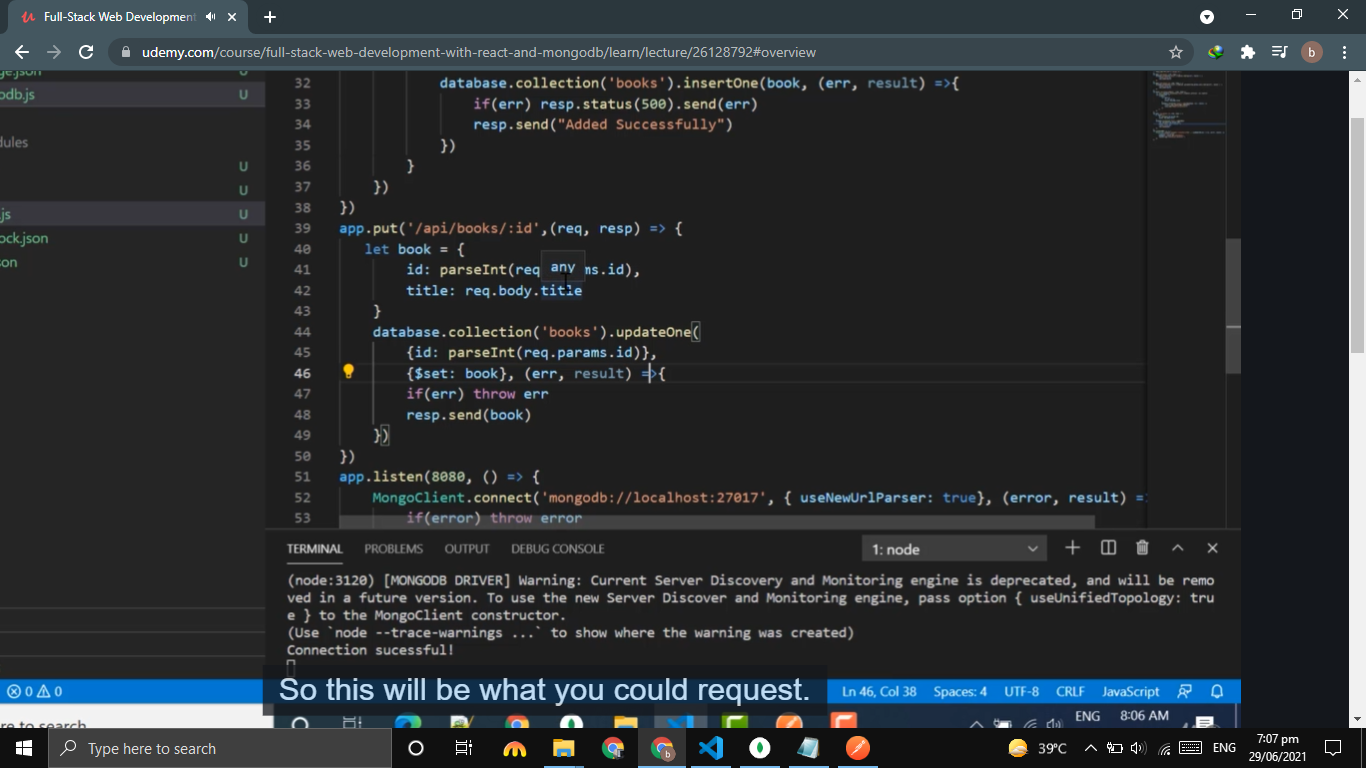 Full-Stack Web Development
udemy.com/course/full-stack-web-development-with-react-and-mongodb/learn/lecture/26128792#overview
b
ge.json
odb.js U
dules
U
U
.js U
ock.json U
on U
32 database.collection('books').insertOne(book, (err, result) =>{
33 if(err) resp.status(500).send(err)
34 resp.send("Added Successfully")
35 })
36 }
37 })
38 })
39 app.put('/api/books/:id',(req, resp) => {
40 let book = {
41 id: parseInt(req any ms.id),
42 title: req.body.title
43 }
44 database.collection('books').updateOne(
45 {id: parseInt(req.params.id)},
46 {$set: book}, (err, result) =>{
47 if(err) throw err
48 resp.send(book)
49 })
50 })
51 app.listen(8080, () => {
52 MongoClient.connect('mongodb://localhost:27017', { useNewUrlParser: true}, (error, result) =
53 if(error) throw error
TERMINAL PROBLEMS OUTPUT DEBUG CONSOLE 1: node
(node:3120) [MONGODB DRIVER] Warning: Current Server Discovery and Monitoring engine is deprecated, and will be remo
ved in a future version. To use the new Server Discover and Monitoring engine, pass option { useUnifiedTopology: tru
e } to the MongoClient constructor.
(Use `node --trace-warnings ...` to show where the warning was created)
Connection sucessful!
0 0 Ln 46, Col 38 Spaces: 4 UTF-8 CRLF JavaScript
So this will be what you could request.
re to search ENG 8:06 AM
Type here to search 39°C ENG 7:07 pm
29/06/2021